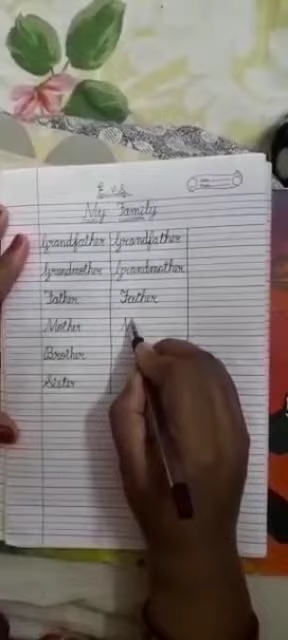 E.V.S.
My Family
Grandfather Grandfather
Grandmother Grandmother
Father Father
Mother M
Brother
Sister